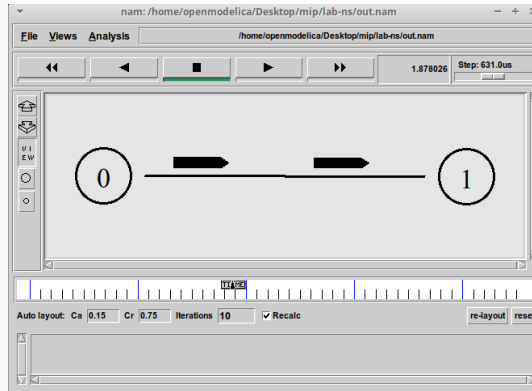 nam: /home/openmodelica/Desktop/mip/lab-ns/out.nam
File Views Analysis /home/openmodelica/Desktop/mip/lab-ns/out.nam
1.878026 Step: 631.0us
V I
E W
0 1
TIME
Auto layout: Ca 0.15 Cr 0.75 Iterations 10 Recalc re-layout rese